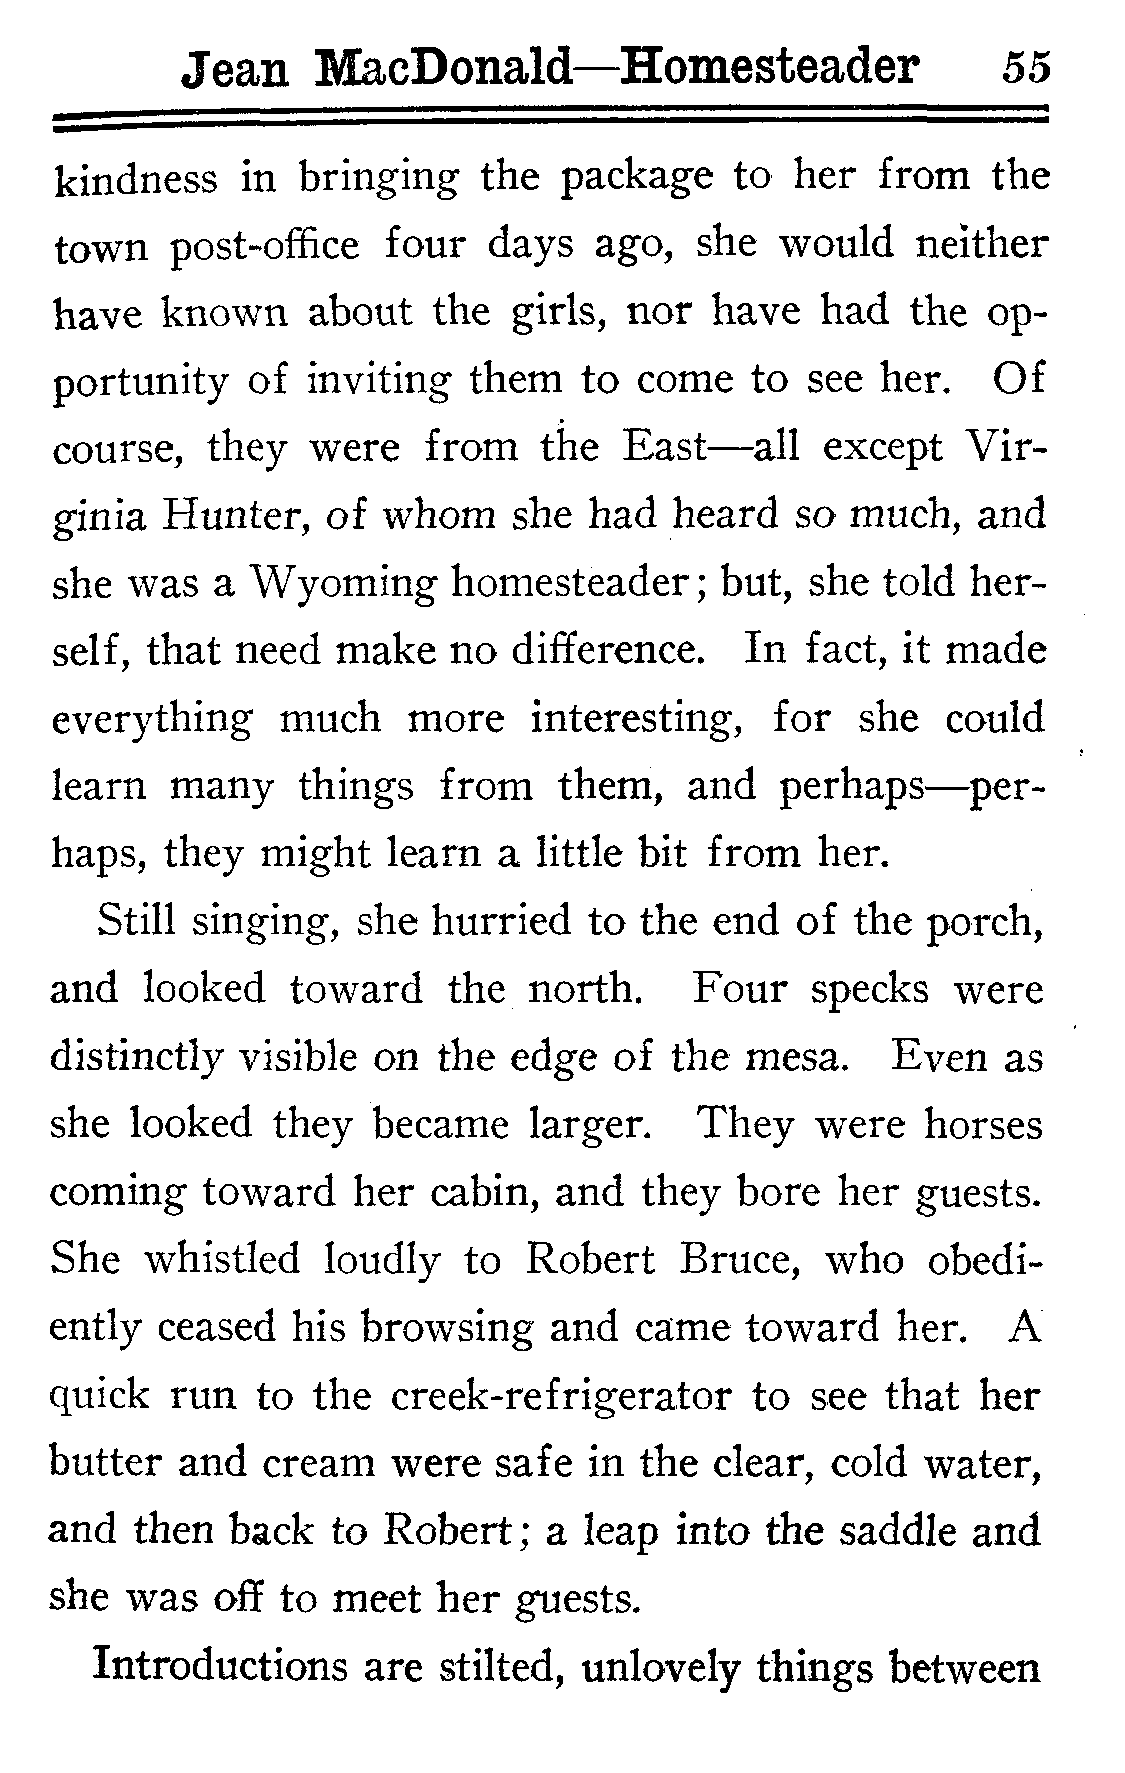 Jean MacDonald—Homesteader 55
kindness in bringing the package to her from the
town post-office four days ago, she would neither
have known about the girls, nor have had the op-
portunity of inviting them to come to see her. Of
course, they were from the East—all except Vir-
ginia Hunter, of whom she had heard so much, and
she was a Wyoming homesteader; but, she told her-
self, that need make no difference. In fact, it made
everything much more interesting, for she could
learn many things from them, and perhaps—per-
haps, they might learn a little bit from her.
Still singing, she hurried to the end of the porch,
and looked toward the north. Four specks were
distinctly visible on the edge of the mesa. Even as
she looked they became larger. They were horses
coming toward her cabin, and they bore her guests.
She whistled loudly to Robert Bruce, who obedi-
ently ceased his browsing and came toward her. A
quick run to the creek-refrigerator to see that her
butter and cream were safe in the clear, cold water,
and then back to Robert; a leap into the saddle and
she was off to meet her guests.
Introductions are stilted, unlovely things between